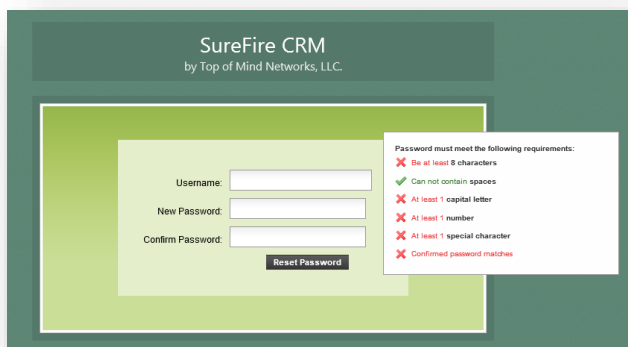 SureFire CRM
by Top of Mind Networks, LLC.
Password must meet the following requirements:
Be at least 8 characters
Can not contain spaces
At least 1 capital letter
At least 1 number
At least 1 special character
Confirmed password matches
Username:
New Password:
Confirm Password:
Reset Password